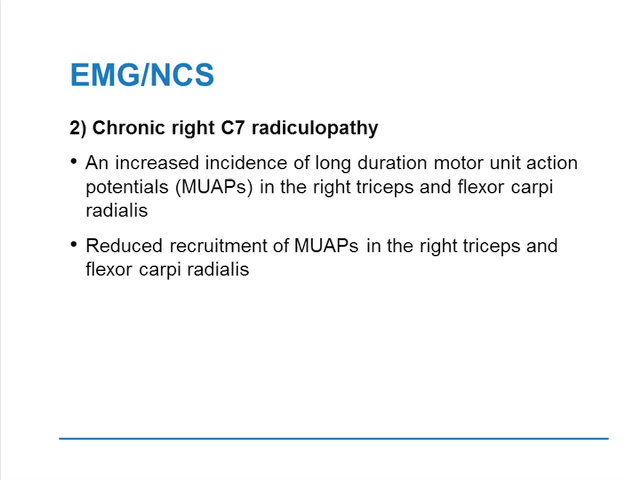 EMG/NCS
2) Chronic right C7 radiculopathy
• An increased incidence of long duration motor unit action
potentials (MUAPs) in the right triceps and flexor carpi
radialis
• Reduced recruitment of MUAPs in the right triceps and
flexor carpi radialis